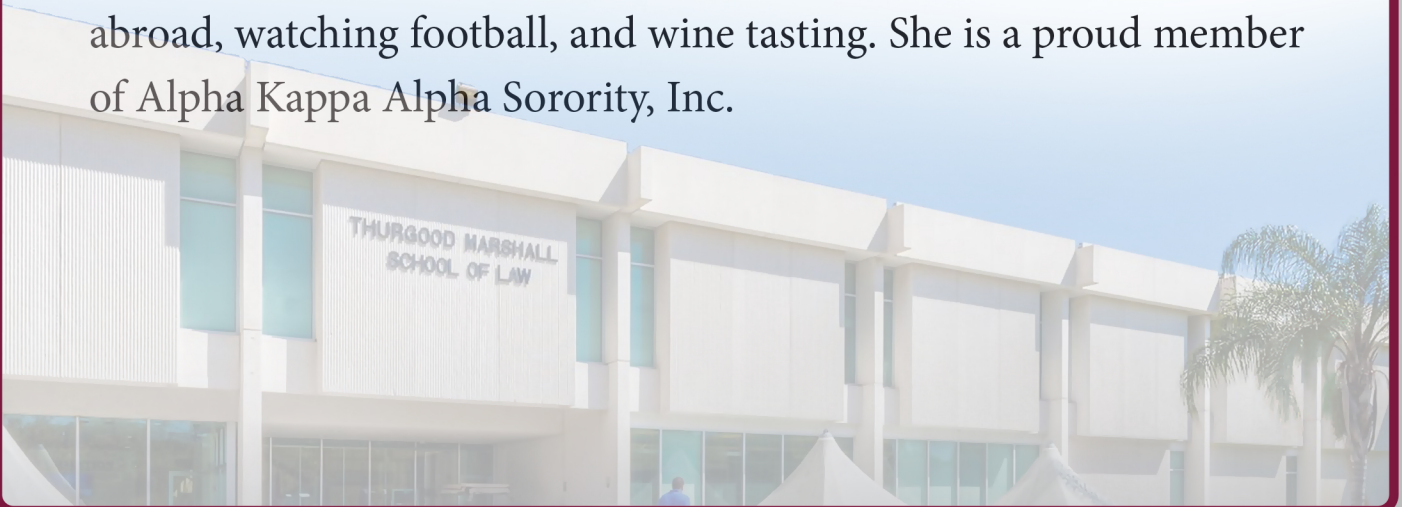 abroad, watching football, and wine tasting. She is a proud member
of Alpha Kappa Alpha Sorority, Inc.
THURGOOD MARSHALL
SCHOOL OF LAW